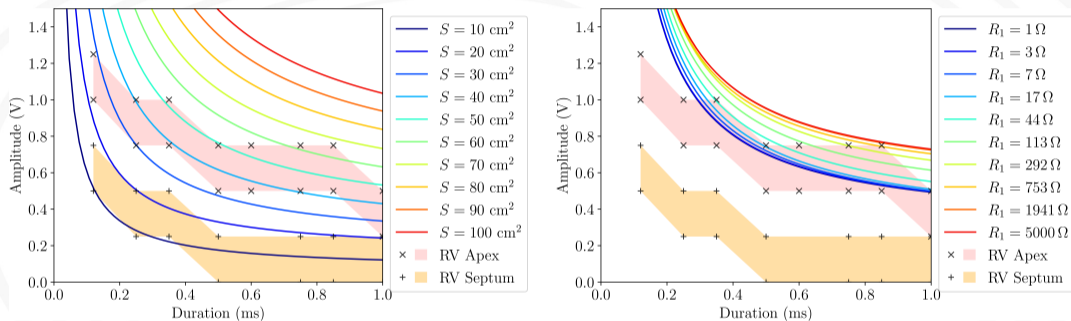 1.4
1.2
1.0
0.8
0.6
0.4
0.2
0.0
Amplitude (V)
0.0 0.2 0.4 0.6 0.8 1.0
Duration (ms)
S = 10 cm²
S = 20 cm²
S = 30 cm²
S = 40 cm²
S = 50 cm²
S = 60 cm²
S = 70 cm²
S = 80 cm²
S = 90 cm²
S = 100 cm²
RV Apex
RV Septum
1.4
1.2
1.0
0.8
0.6
0.4
0.2
0.0
Amplitude (V)
0.0 0.2 0.4 0.6 0.8 1.0
Duration (ms)
R₁ = 1 Ω
R₁ = 3 Ω
R₁ = 7 Ω
R₁ = 17 Ω
R₁ = 44 Ω
R₁ = 113 Ω
R₁ = 292 Ω
R₁ = 753 Ω
R₁ = 1941 Ω
R₁ = 5000 Ω
RV Apex
RV Septum